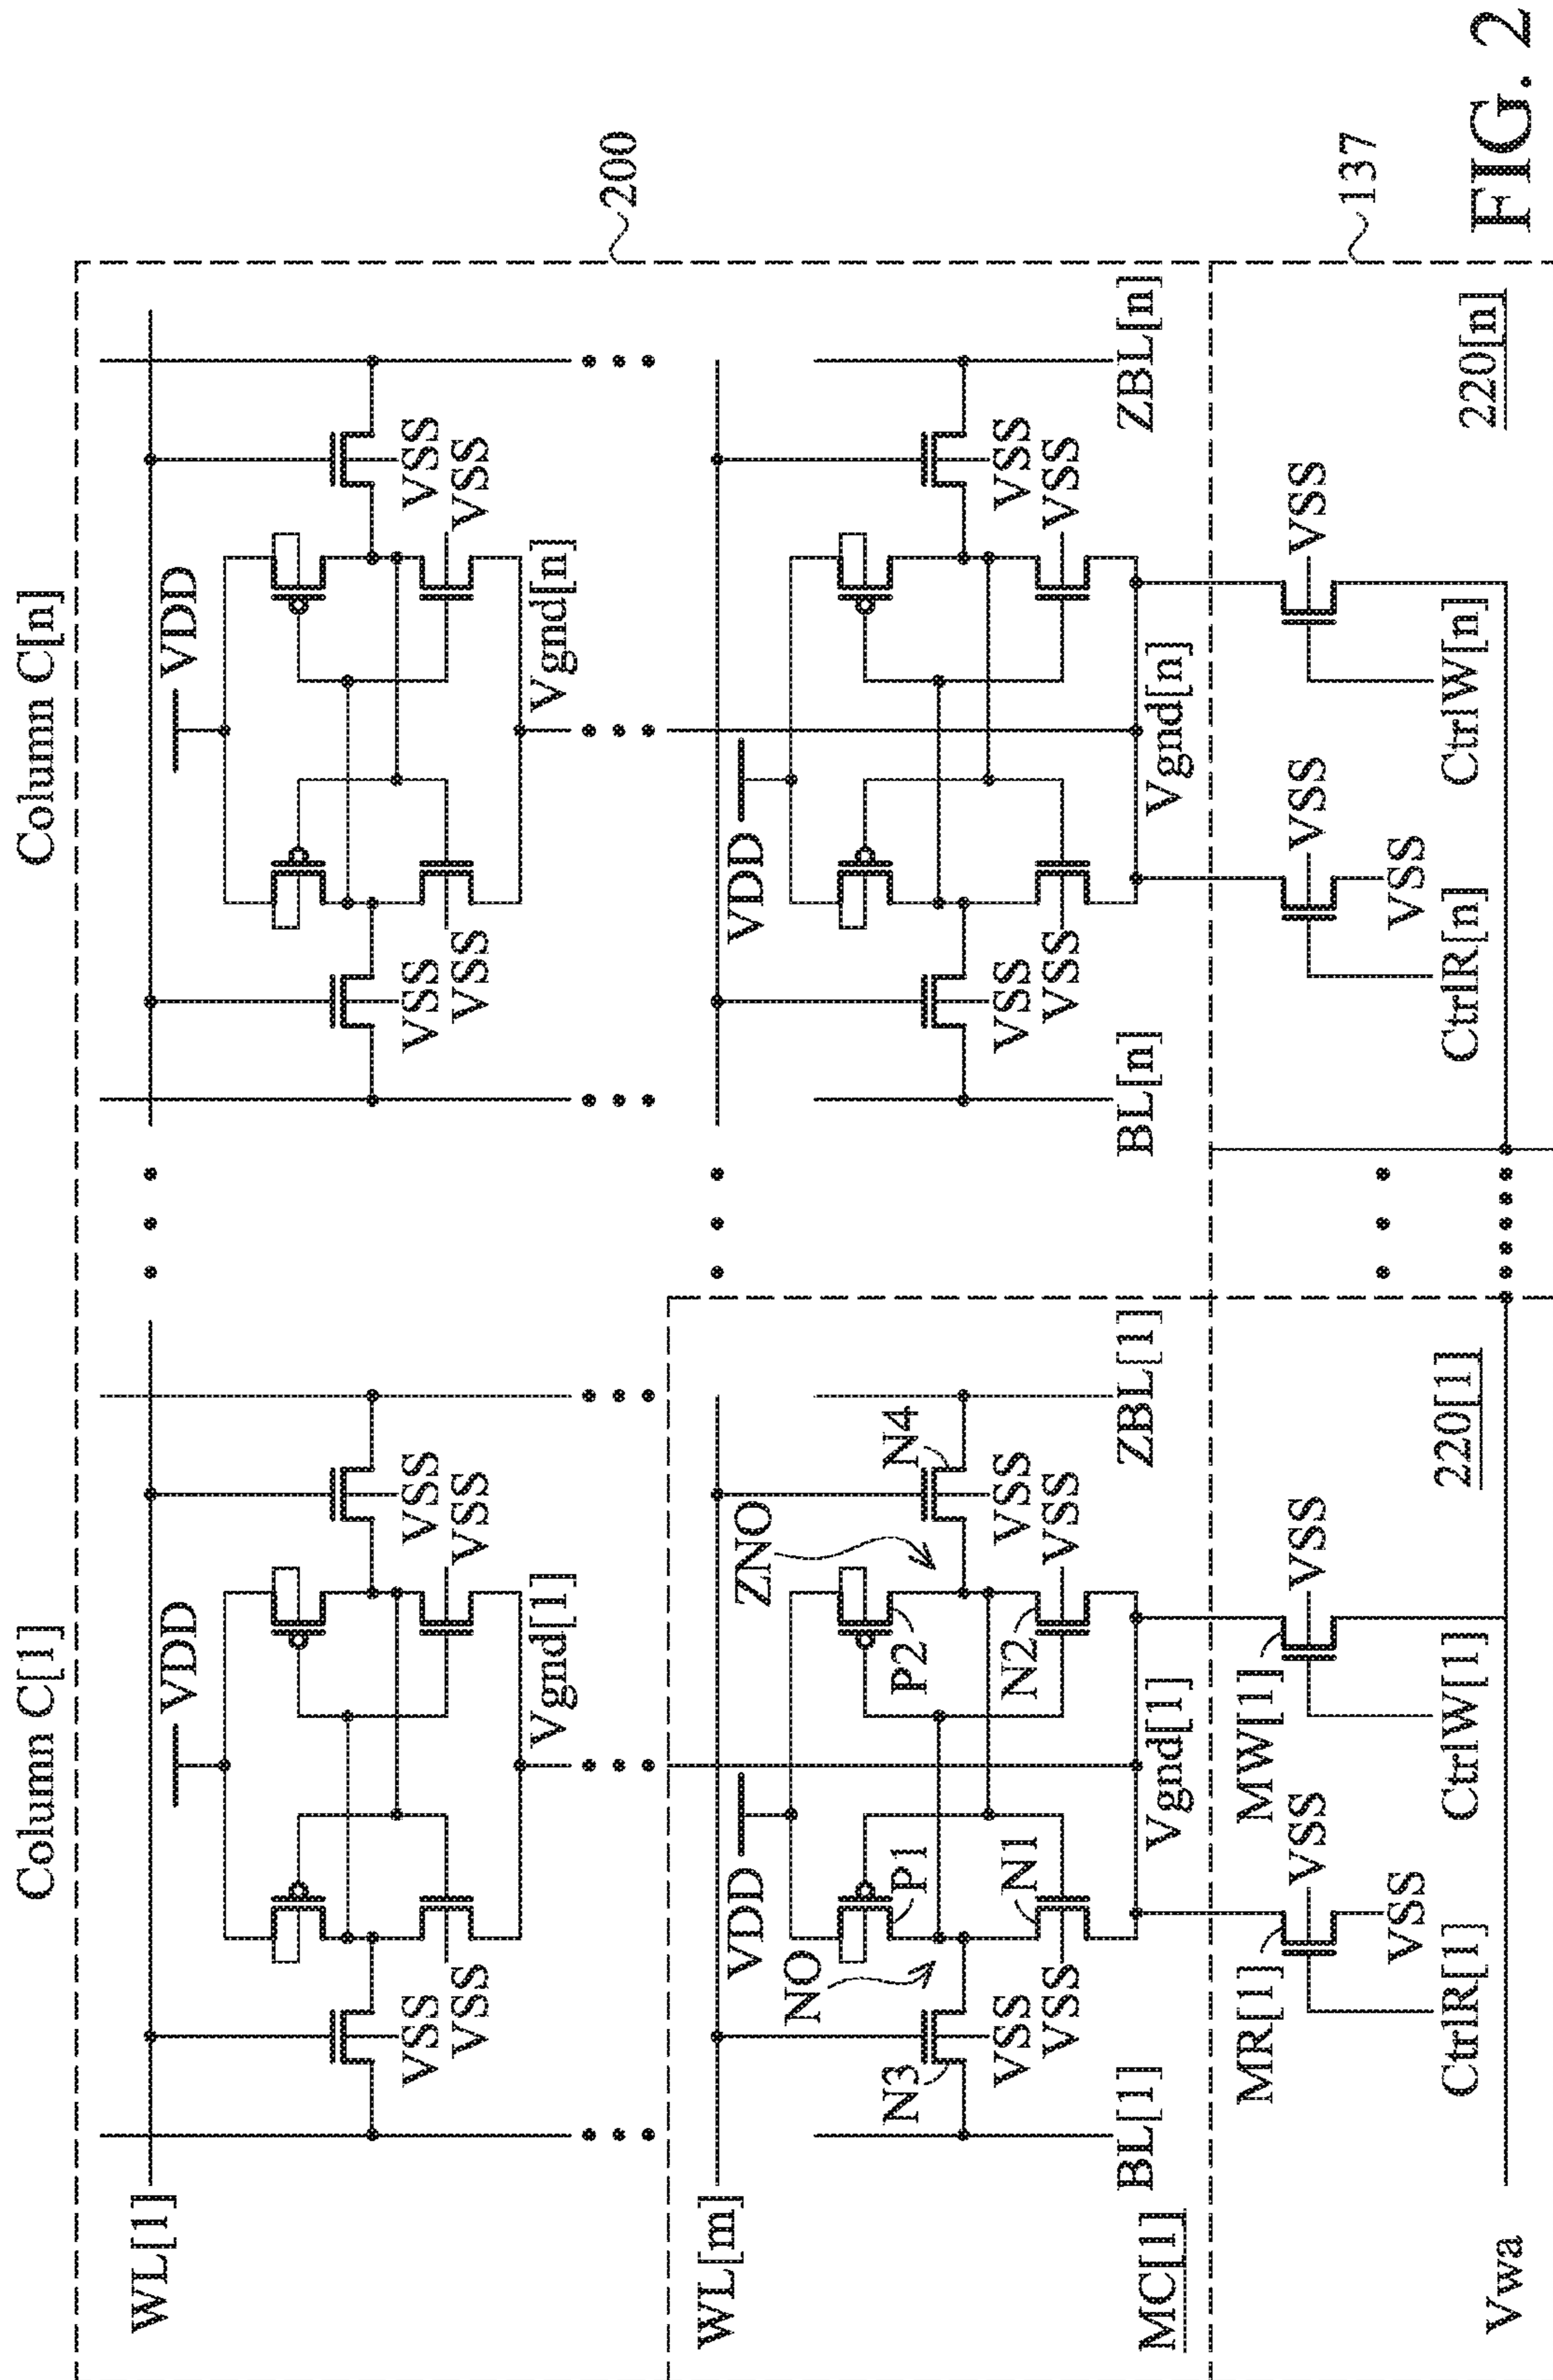 Column C[1]
Column C[n]
WL[1]
VDD
VDD
VSS
VSS
VSS
VSS
VSS
VSS
VSS
VSS
Vgnd[1]
Vgnd[n]
200
WL[m]
VDD
ZNO
VDD
NO
N3
P1
P2
N4
VSS
VSS
VSS
VSS
VSS
VSS
VSS
VSS
N1
N2
MC[1]
BL[1]
Vgnd[1]
ZBL[1]
BL[n]
Vgnd[n]
ZBL[n]
MR[1]
MW[1]
VSS
VSS
VSS
VSS
137
VSS
VSS
CtrlR[1]
CtrlW[1]
220[1]
CtrlR[n]
CtrlW[n]
220[n]
Vwa
FIG. 2